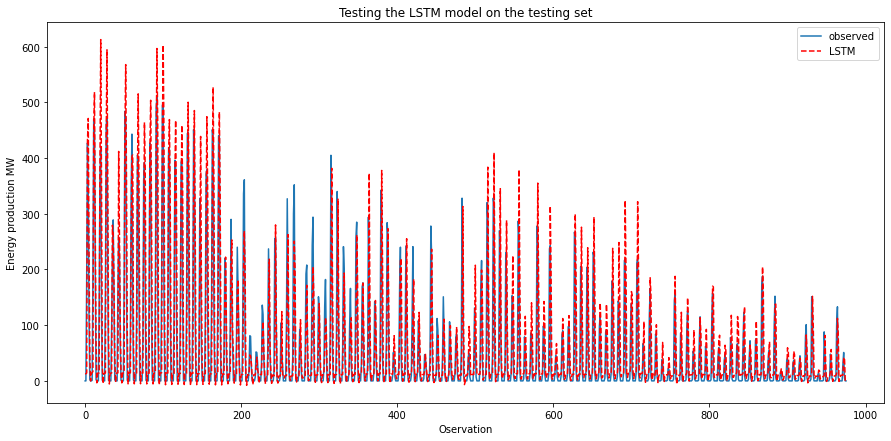 Testing the LSTM model on the testing set
observed
LSTM
Energy production MW
600
500
400
300
200
100
0
0 200 400 600 800 1000
Oservation